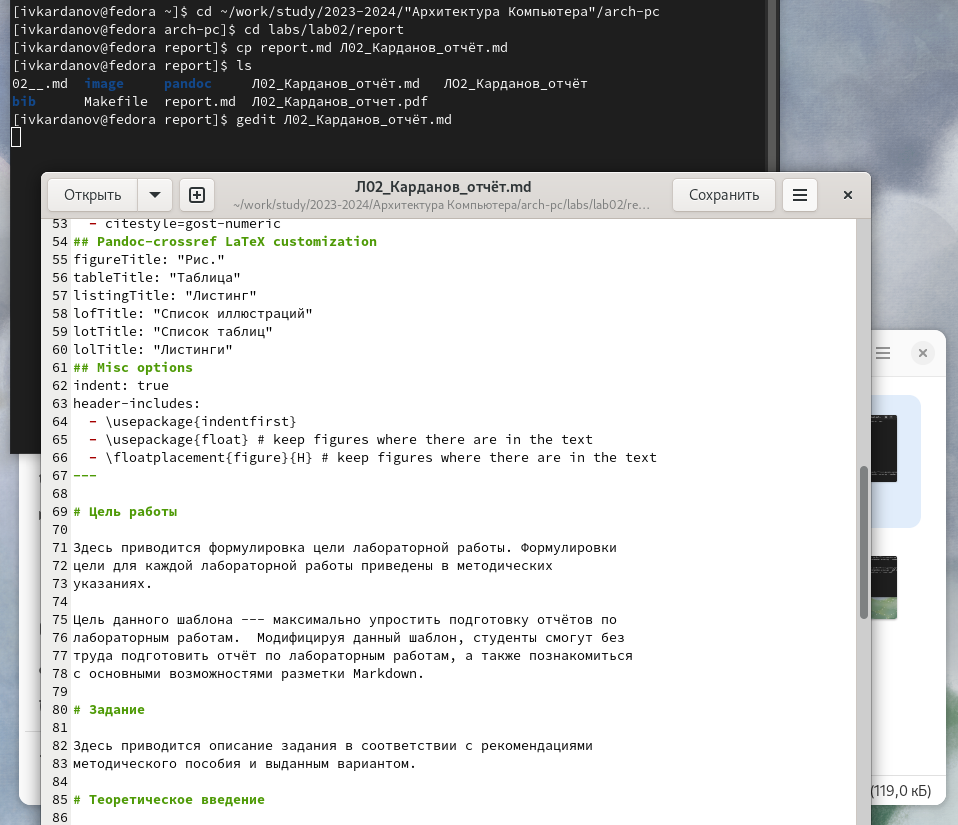 [ivkardanov@fedora ~]$ cd ~/work/study/2023-2024/"Архитектура Компьютера"/arch-pc
[ivkardanov@fedora arch-pc]$ cd labs/lab02/report
[ivkardanov@fedora report]$ cp report.md Л02_Карданов_отчёт.md
[ivkardanov@fedora report]$ ls
02__.md image pandoc Л02_Карданов_отчёт.md ЛО2_Карданов_отчёт
bib Makefile report.md Л02_Карданов_отчет.pdf
[ivkardanov@fedora report]$ gedit Л02_Карданов_отчёт.md
Открыть
Л02_Карданов_отчёт.md
~/work/study/2023-2024/Архитектура Компьютера/arch-pc/labs/lab02/re…
Сохранить
53 - citestyle=gost-numeric
54 ## Pandoc-crossref LaTeX customization
55 figureTitle: "Рис."
56 tableTitle: "Таблица"
57 listingTitle: "Листинг"
58 lofTitle: "Список иллюстраций"
59 lotTitle: "Список таблиц"
60 lolTitle: "Листинги"
61 ## Misc options
62 indent: true
63 header-includes:
64 - \usepackage{indentfirst}
65 - \usepackage{float} # keep figures where there are in the text
66 - \floatplacement{figure}{H} # keep figures where there are in the text
67 ---
68
69 # Цель работы
70
71 Здесь приводится формулировка цели лабораторной работы. Формулировки
72 цели для каждой лабораторной работы приведены в методических
73 указаниях.
74
75 Цель данного шаблона --- максимально упростить подготовку отчётов по
76 лабораторным работам. Модифицируя данный шаблон, студенты смогут без
77 труда подготовить отчёт по лабораторным работам, а также познакомиться
78 с основными возможностями разметки Markdown.
79
80 # Задание
81
82 Здесь приводится описание задания в соответствии с рекомендациями
83 методического пособия и выданным вариантом.
84
85 # Теоретическое введение
86
(119,0 кБ)